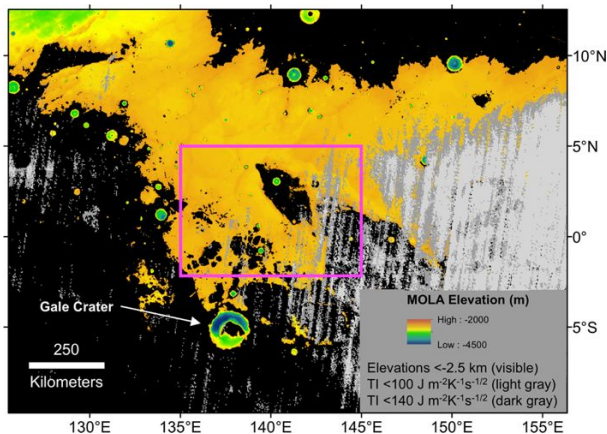 10°N
5°N
0°
5°S
Gale Crater
250
Kilometers
MOLA Elevation (m)
High : -2000
Low : -4500
Elevations <-2.5 km (visible)
TI <100 J m⁻²K⁻¹s⁻¹/² (light gray)
TI <140 J m⁻²K⁻¹s⁻¹/² (dark gray)
130°E 135°E 140°E 145°E 150°E 155°E